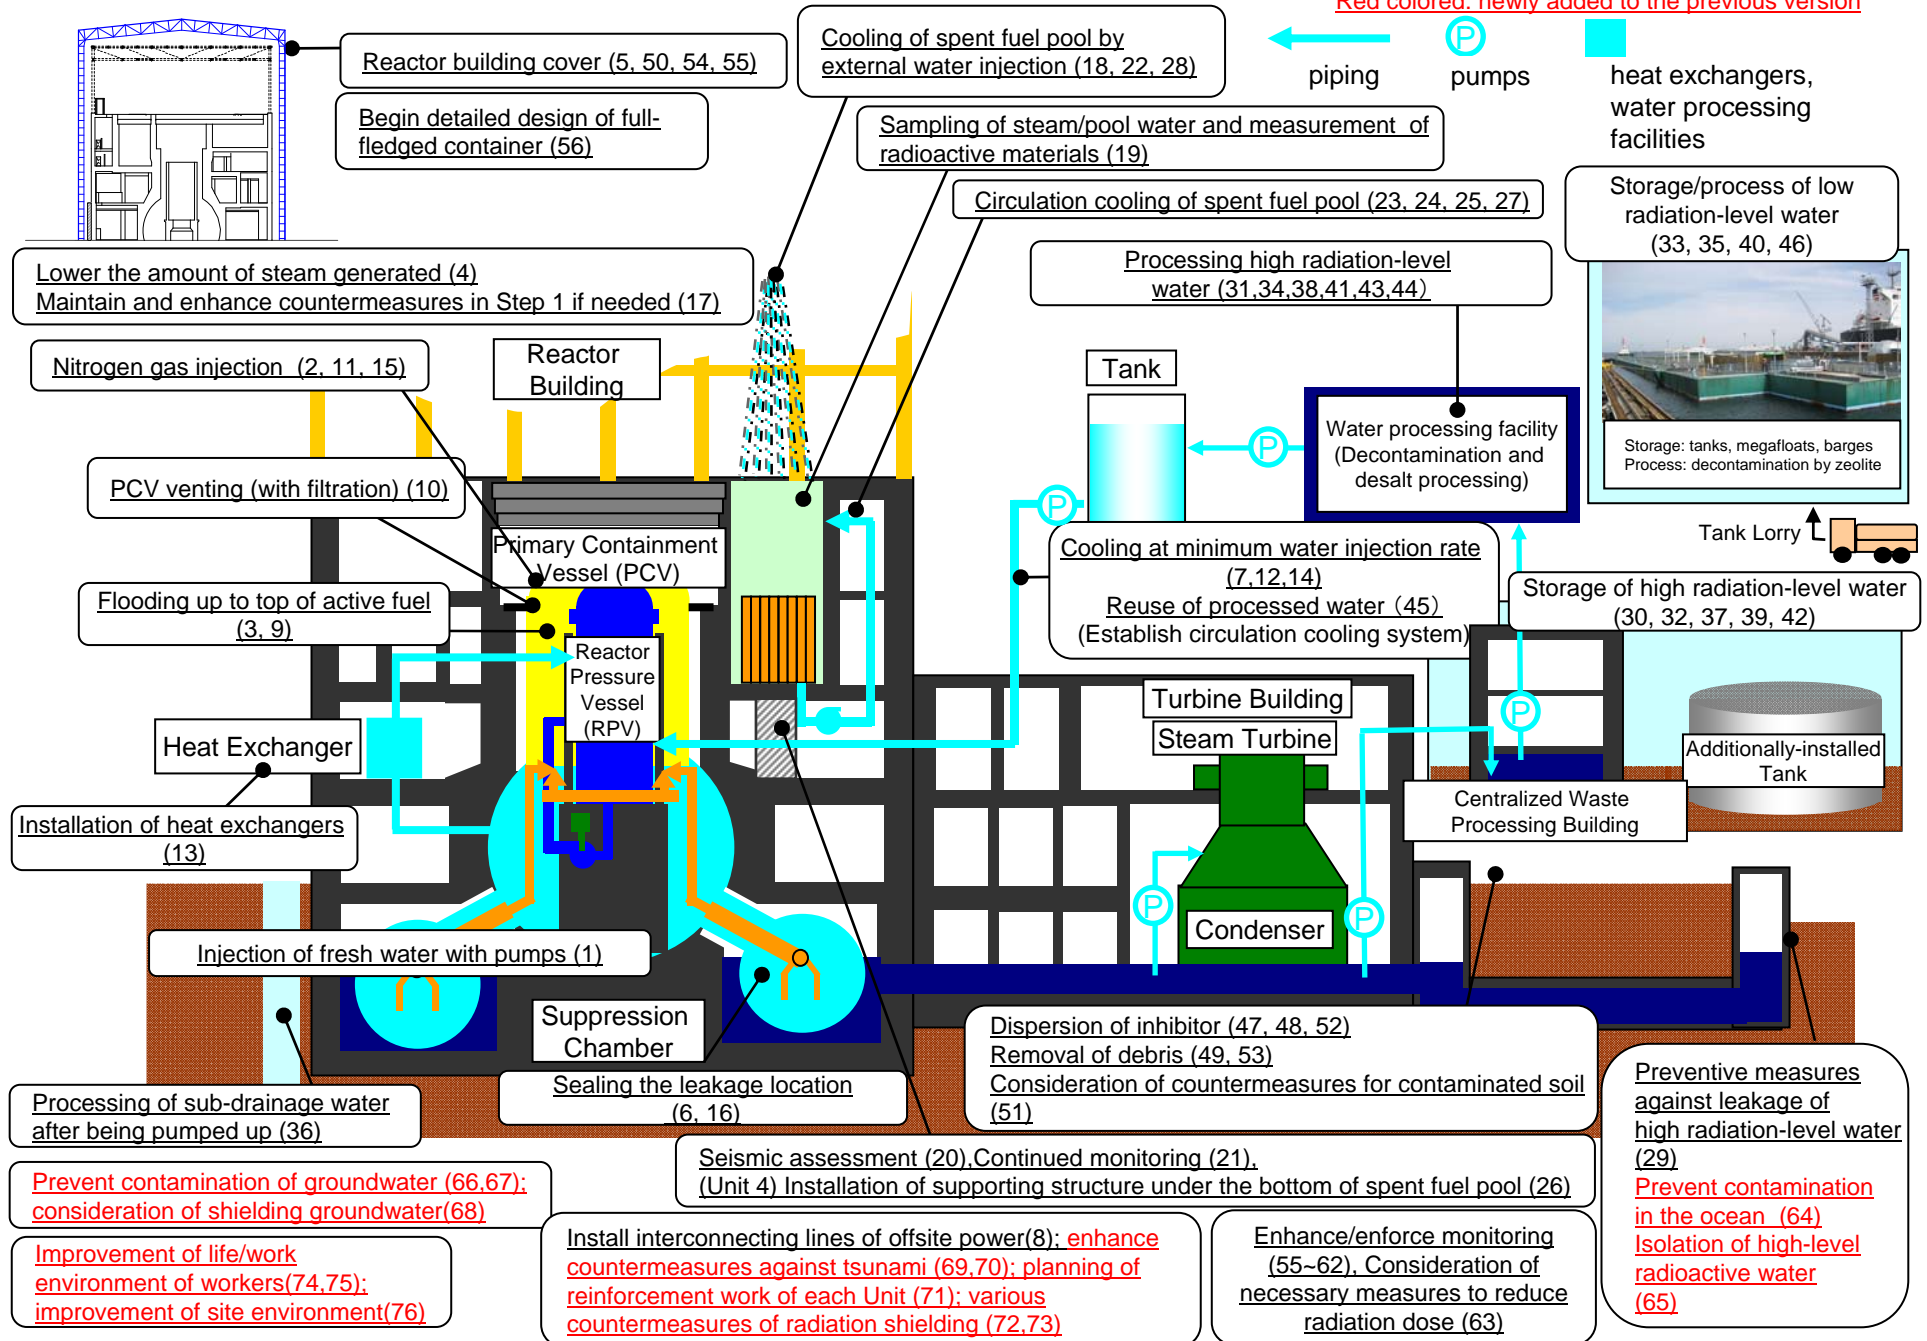 Red colored: newly added to the previous version
piping
P
pumps
heat exchangers,
water processing
facilities
Reactor building cover (5, 50, 54, 55)
Begin detailed design of full-
fledged container (56)
Cooling of spent fuel pool by
external water injection (18, 22, 28)
Sampling of steam/pool water and measurement of
radioactive materials (19)
Circulation cooling of spent fuel pool (23, 24, 25, 27)
Storage/process of low
radiation-level water
(33, 35, 40, 46)
Lower the amount of steam generated (4)
Maintain and enhance countermeasures in Step 1 if needed (17)
Processing high radiation-level
water (31,34,38,41,43,44)
Nitrogen gas injection (2, 11, 15)
Reactor
Building
Tank
P
Water processing facility
(Decontamination and
desalt processing)
Storage: tanks, megafloats, barges
Process: decontamination by zeolite
PCV venting (with filtration) (10)
P
Tank Lorry
Primary Containment
Vessel (PCV)
Cooling at minimum water injection rate
(7,12,14)
Reuse of processed water (45)
(Establish circulation cooling system)
Storage of high radiation-level water
(30, 32, 37, 39, 42)
Flooding up to top of active fuel
(3, 9)
Reactor
Pressure
Vessel
(RPV)
Turbine Building
Steam Turbine
P
Heat Exchanger
Additionally-installed
Tank
Centralized Waste
Processing Building
Installation of heat exchangers
(13)
P
P
Condenser
Injection of fresh water with pumps (1)
Suppression
Chamber
Dispersion of inhibitor (47, 48, 52)
Removal of debris (49, 53)
Consideration of countermeasures for contaminated soil
(51)
Sealing the leakage location
(6, 16)
Processing of sub-drainage water
after being pumped up (36)
Preventive measures
against leakage of
high radiation-level water
(29)
Prevent contamination
in the ocean (64)
Isolation of high-level
radioactive water
(65)
Seismic assessment (20),Continued monitoring (21),
(Unit 4) Installation of supporting structure under the bottom of spent fuel pool (26)
Prevent contamination of groundwater (66,67);
consideration of shielding groundwater(68)
Improvement of life/work
environment of workers(74,75);
improvement of site environment(76)
Install interconnecting lines of offsite power(8); enhance
countermeasures against tsunami (69,70); planning of
reinforcement work of each Unit (71); various
countermeasures of radiation shielding (72,73)
Enhance/enforce monitoring
(55~62), Consideration of
necessary measures to reduce
radiation dose (63)